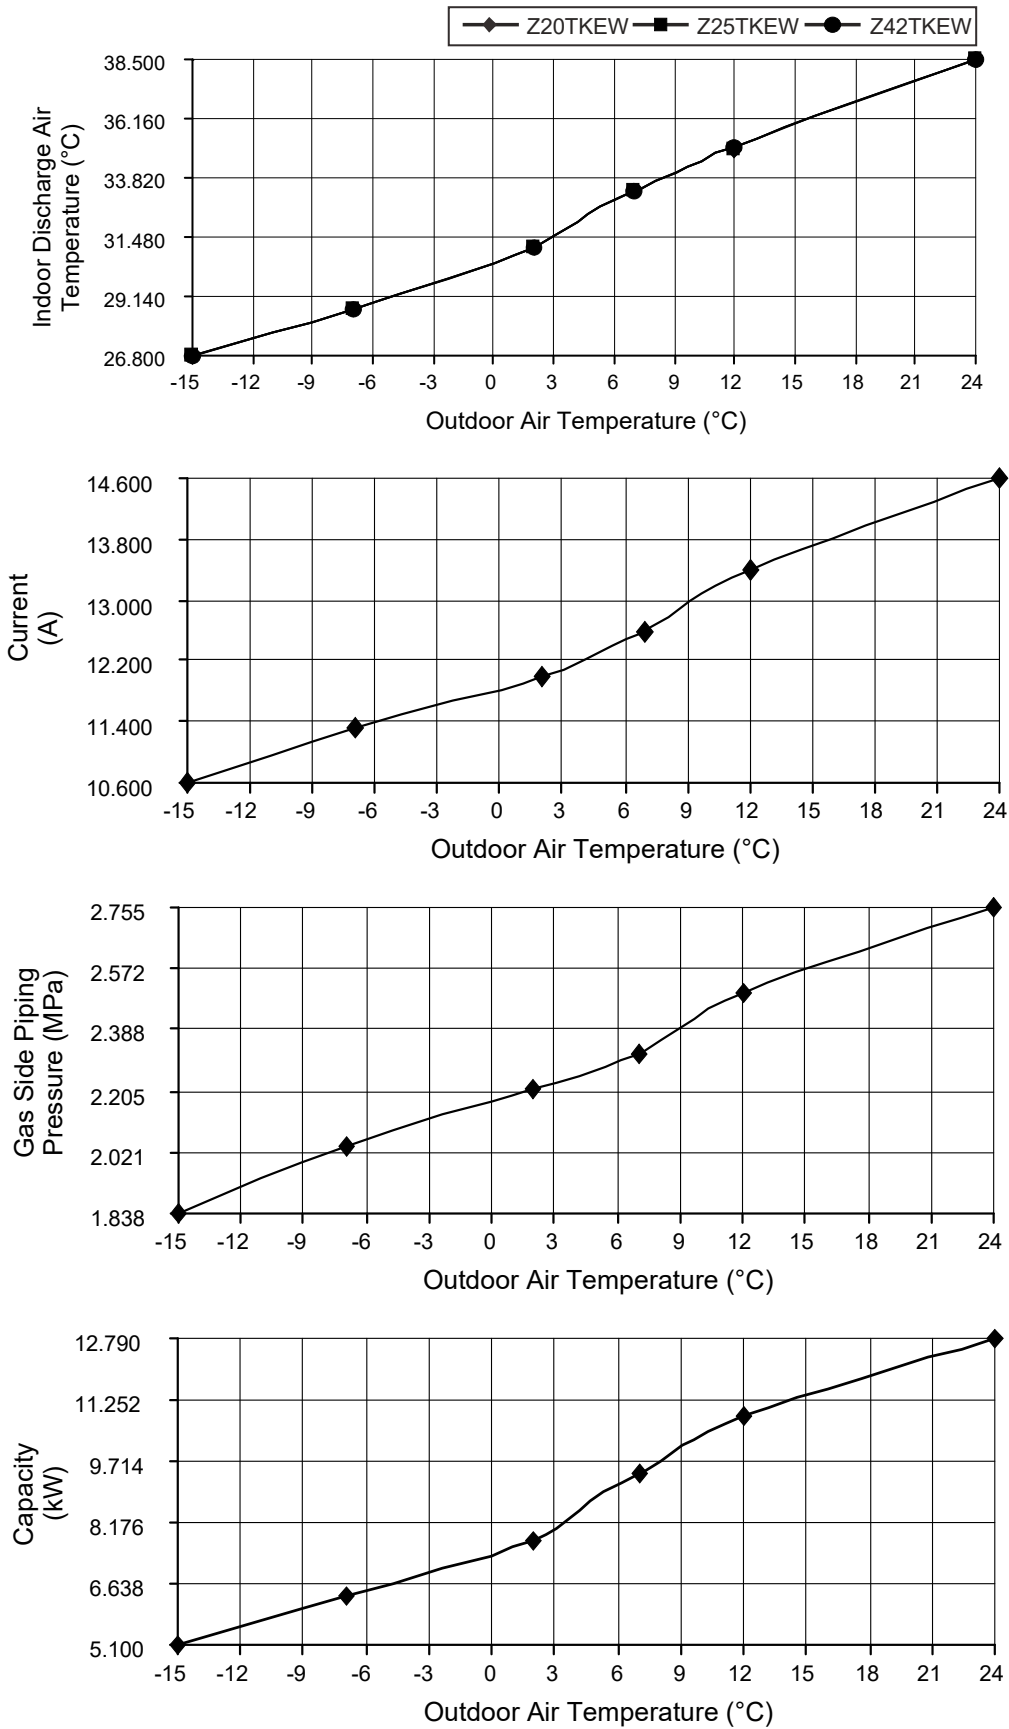 Z20TKEW Z25TKEW Z42TKEW
Indoor Discharge Air
Temperature (°C)
38.500
36.160
33.820
31.480
29.140
26.800
-15 -12 -9 -6 -3 0 3 6 9 12 15 18 21 24
Outdoor Air Temperature (°C)
Current
(A)
14.600
13.800
13.000
12.200
11.400
10.600
-15 -12 -9 -6 -3 0 3 6 9 12 15 18 21 24
Outdoor Air Temperature (°C)
Gas Side Piping
Pressure (MPa)
2.755
2.572
2.388
2.205
2.021
1.838
-15 -12 -9 -6 -3 0 3 6 9 12 15 18 21 24
Outdoor Air Temperature (°C)
Capacity
(kW)
12.790
11.252
9.714
8.176
6.638
5.100
-15 -12 -9 -6 -3 0 3 6 9 12 15 18 21 24
Outdoor Air Temperature (°C)